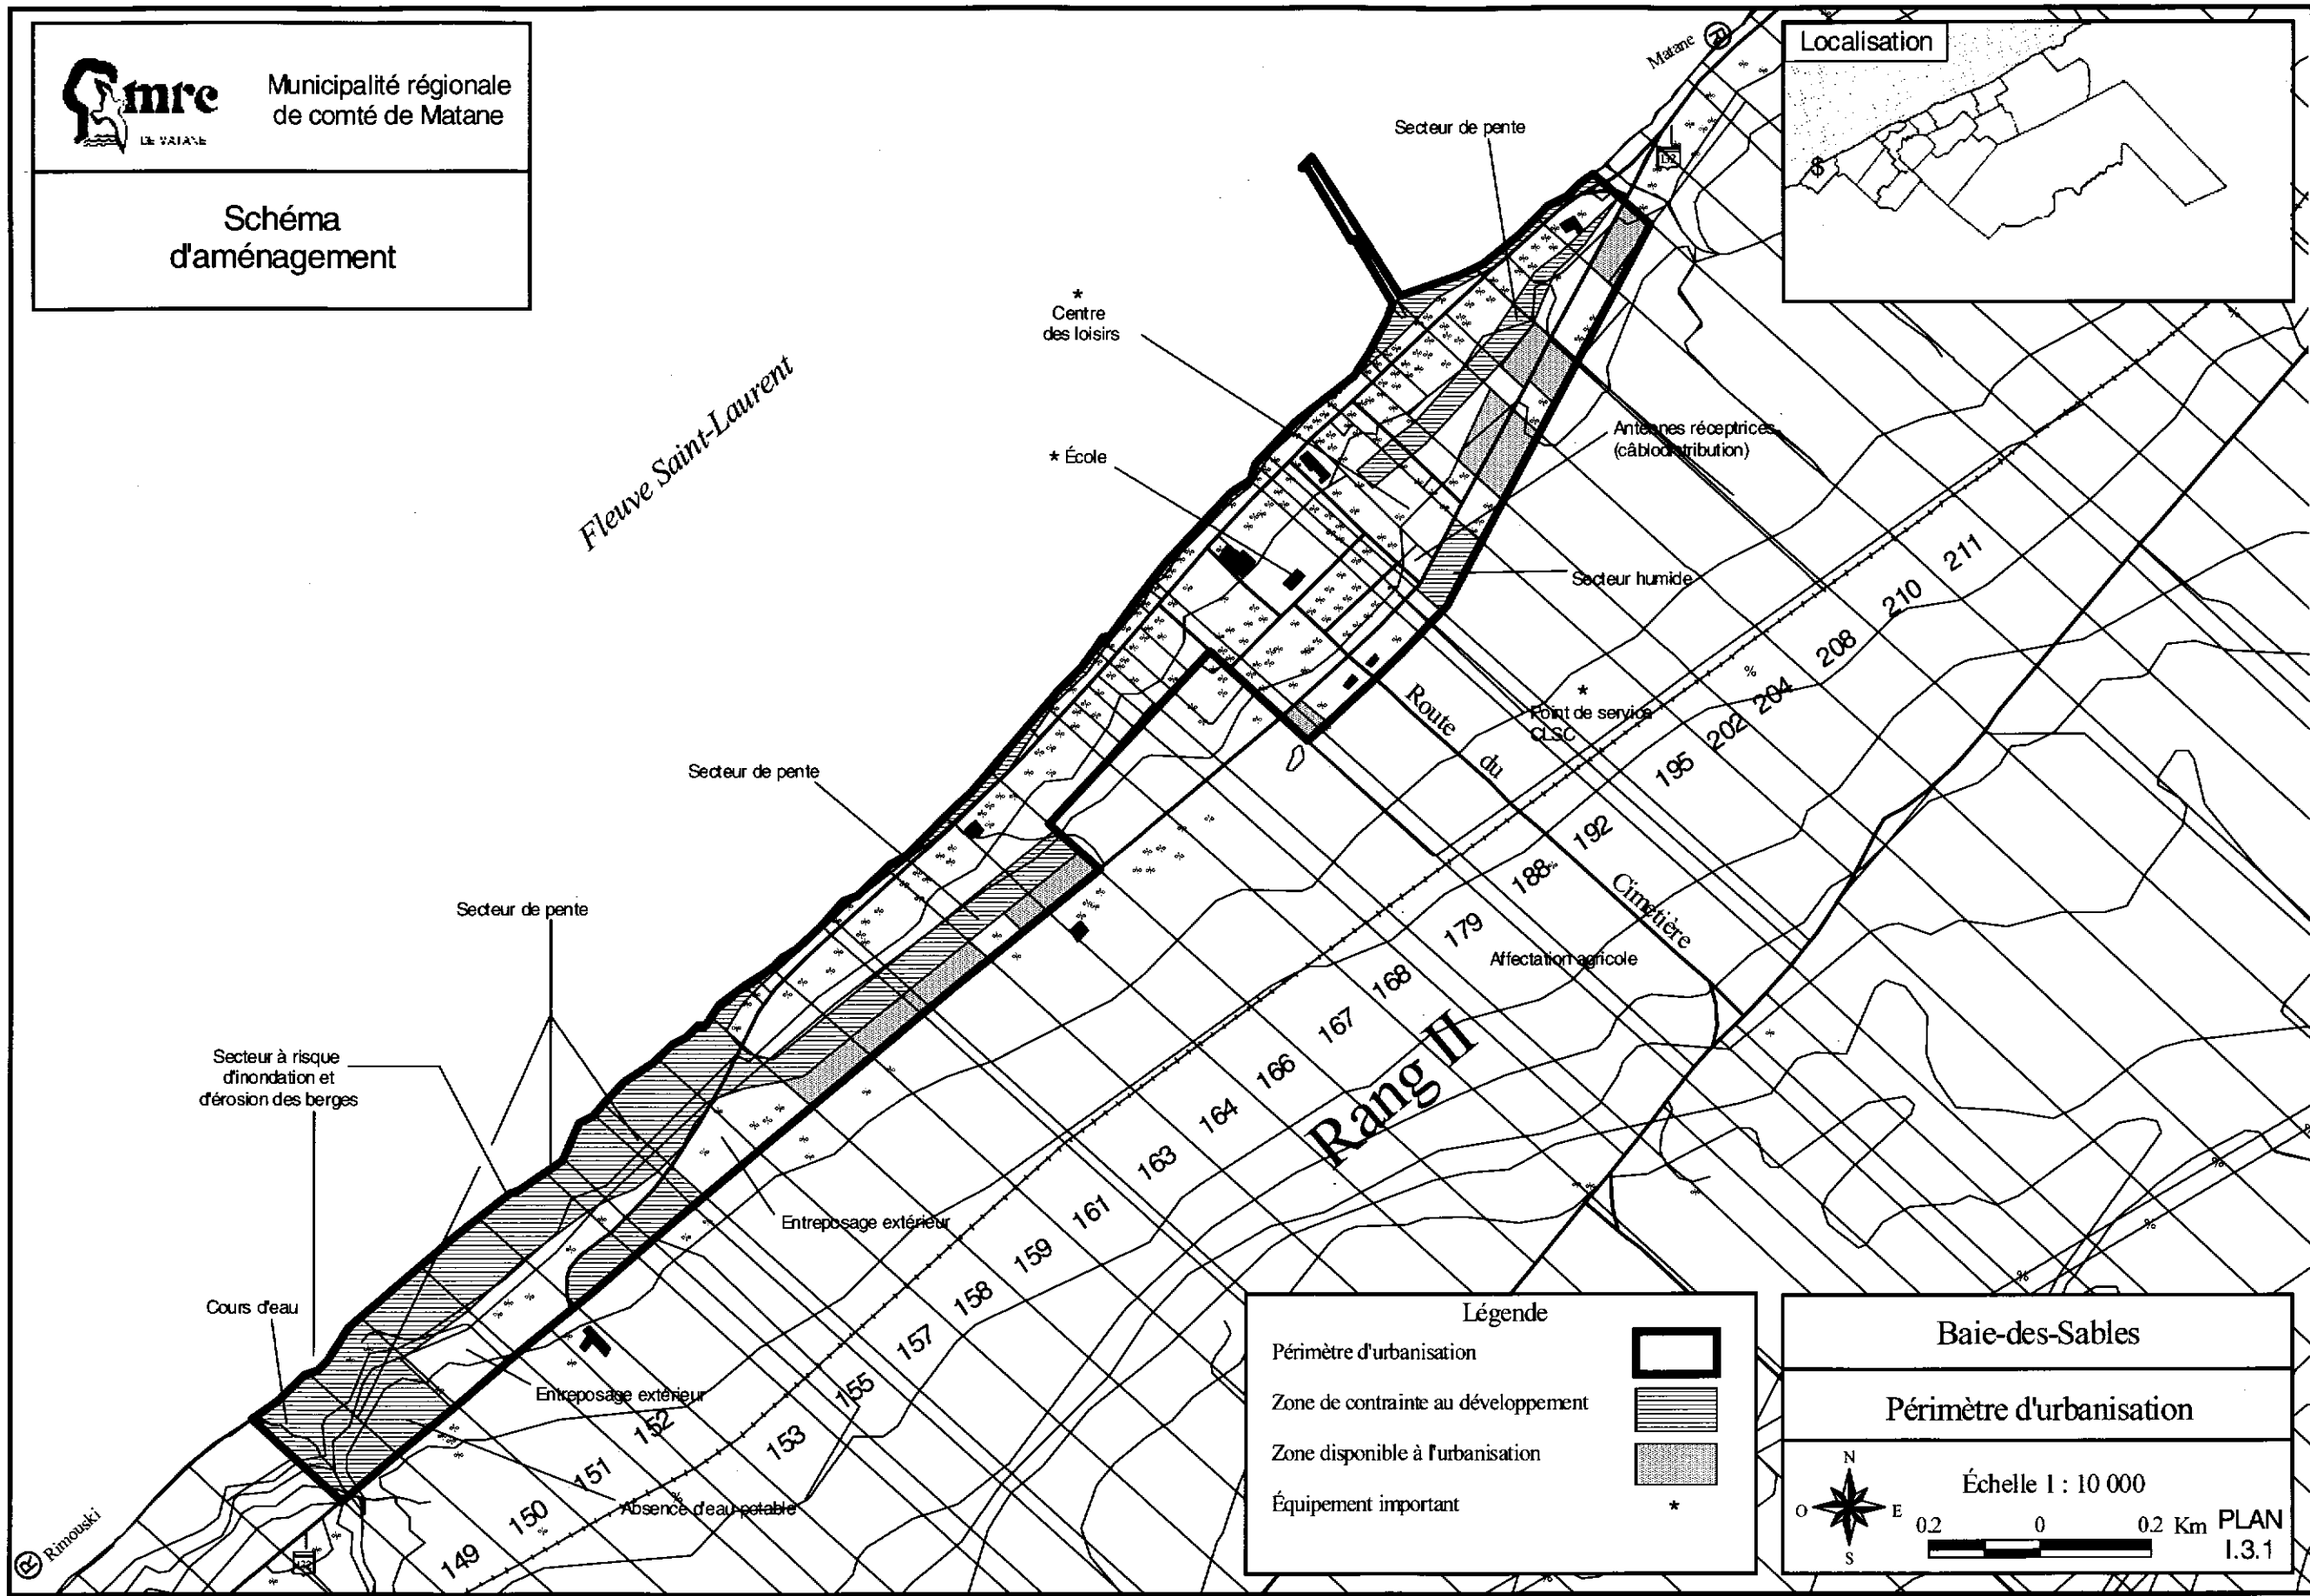 mrc
DE MATANE
Municipalité régionale
de comté de Matane
Schéma
d'aménagement
Localisation
$
Matane
R
132
Secteur de pente
*
Centre
des loisirs
* École
Fleuve Saint-Laurent
Antennes réceptrices
(câblodistribution)
Secteur humide
*
Point de service
CLSC
Route
du
Cimetière
Secteur de pente
Secteur de pente
Affectation agricole
Secteur à risque
d'inondation et
d'érosion des berges
Entreposage extérieur
Cours d'eau
Entreposage extérieur
Absence d'eau potable
Rang II
211
210
208
204
202
195
192
188
179
168
167
166
164
163
161
159
158
157
155
153
152
151
150
149
R
Rimouski
132
Légende
Périmètre d'urbanisation
Zone de contrainte au développement
Zone disponible à l'urbanisation
Équipement important *
Baie-des-Sables
Périmètre d'urbanisation
N
O E
S
Échelle 1 : 10 000
0.2 0 0.2 Km
PLAN
I.3.1